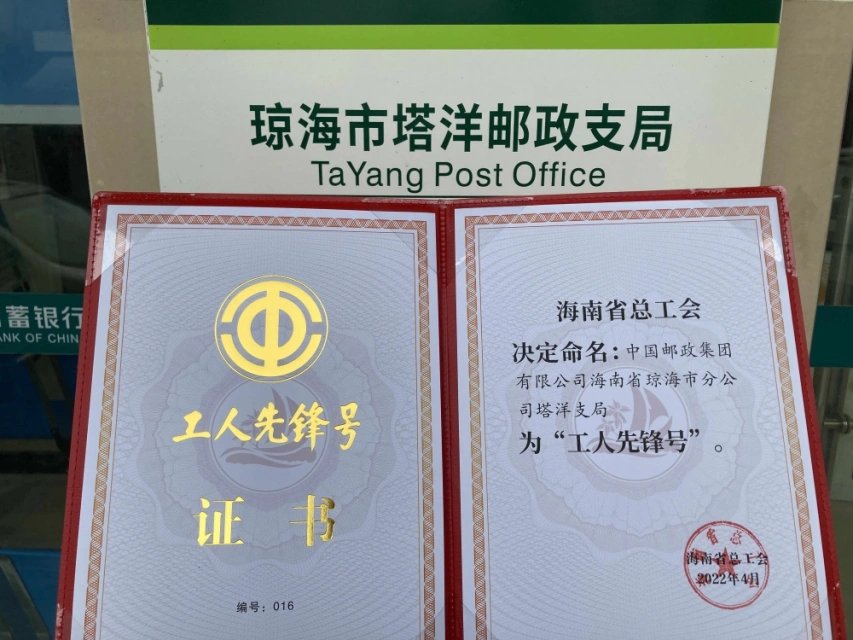 琼海市塔洋邮政支局
TaYang Post Office
蓄银行
NK OF CHIN
工人先锋号
证 书
编号：016
海南省总工会
决定命名：中国邮政集团
有限公司海南省琼海市分公
司塔洋支局
为“工人先锋号”。
海南省总工会
2022年4月